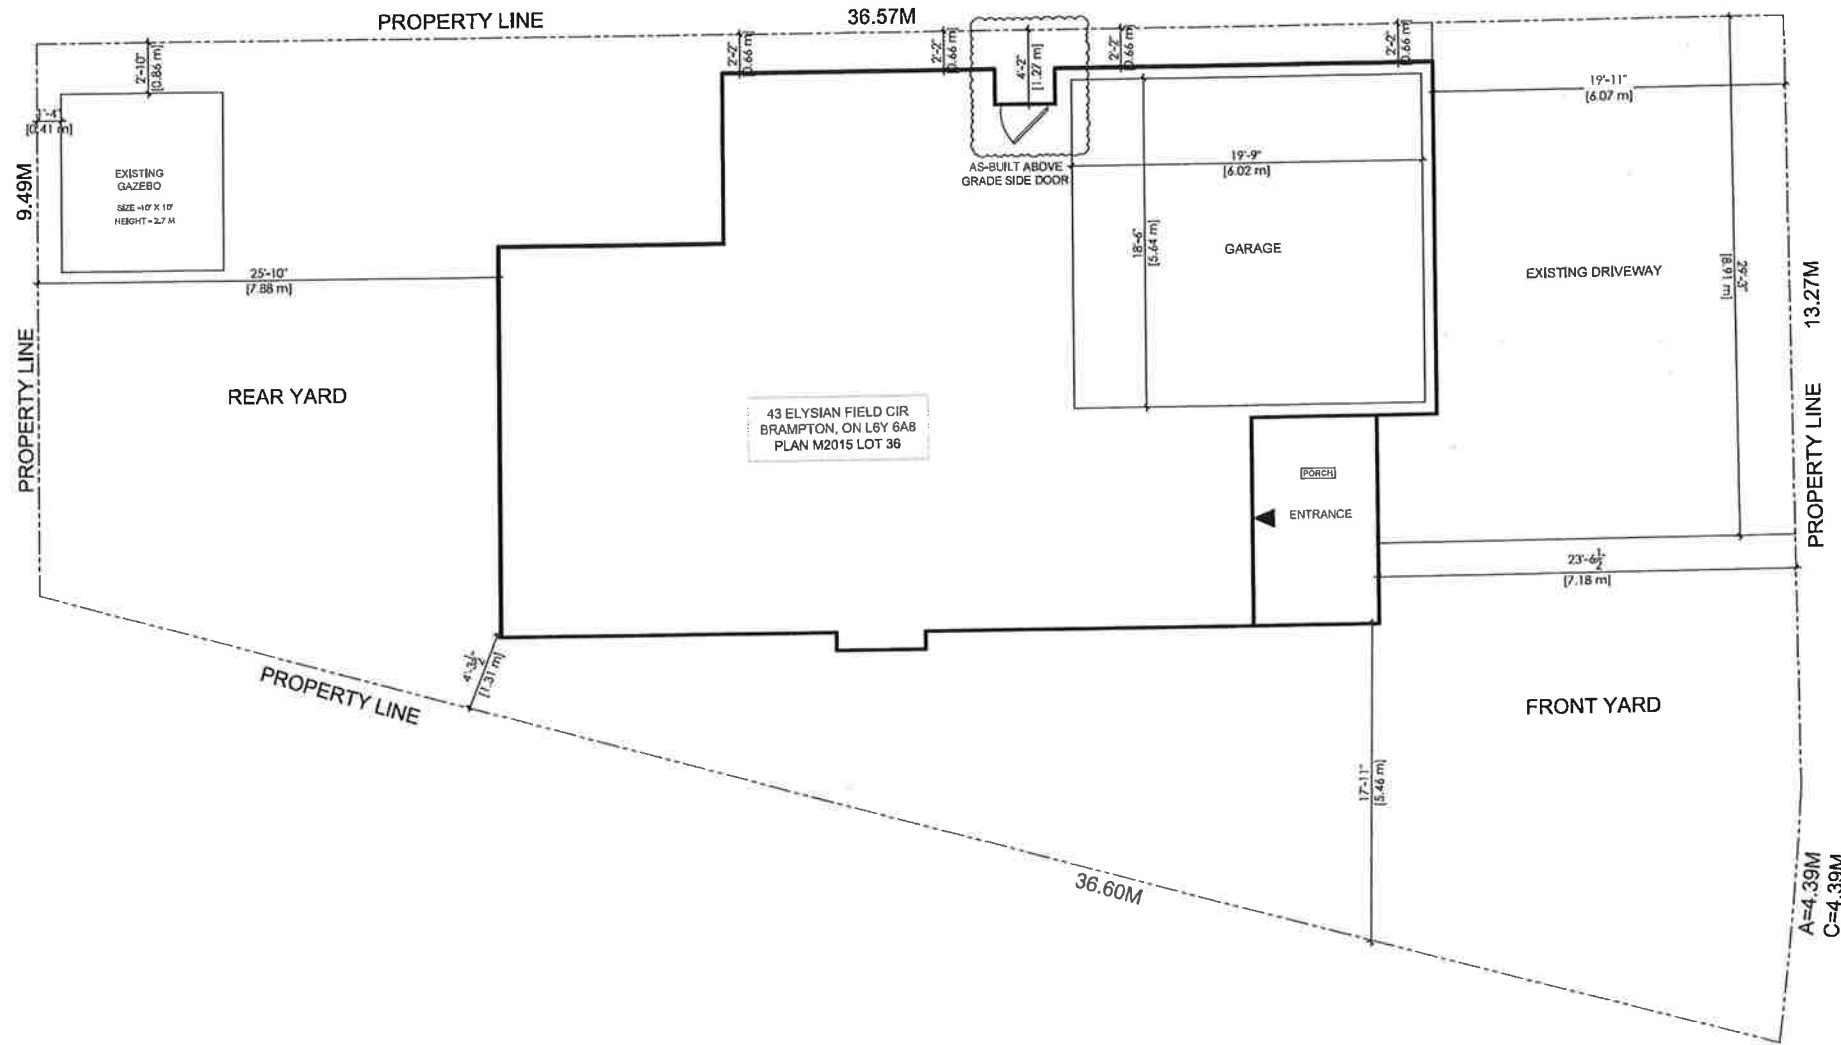 PROPERTY LINE
36.57M
2'-10"
[0.86 m]
2'-2"
[0.66 m]
2'-2"
[0.66 m]
4'-2"
[1.27 m]
2'-2"
[0.66 m]
2'-2"
[0.66 m]
19'-11"
[6.07 m]
1'-4"
[0.41 m]
9.49M
EXISTING
GAZEBO
SIZE -10' X 10'
HEIGHT - 2.7 M
AS-BUILT ABOVE
GRADE SIDE DOOR
19'-9"
[6.02 m]
18'-6"
[5.64 m]
GARAGE
EXISTING DRIVEWAY
29'-3"
[8.91 m]
13.27M
25'-10"
[7.88 m]
PROPERTY LINE
REAR YARD
43 ELYSIAN FIELD CIR
BRAMPTON, ON L6Y 6A8
PLAN M2015 LOT 36
PORCH
ENTRANCE
PROPERTY LINE
23'-6½"
[7.18 m]
4'-3½"
[1.31 m]
PROPERTY LINE
FRONT YARD
17'-11"
[5.46 m]
36.60M
A=4.39M
C=4.39M